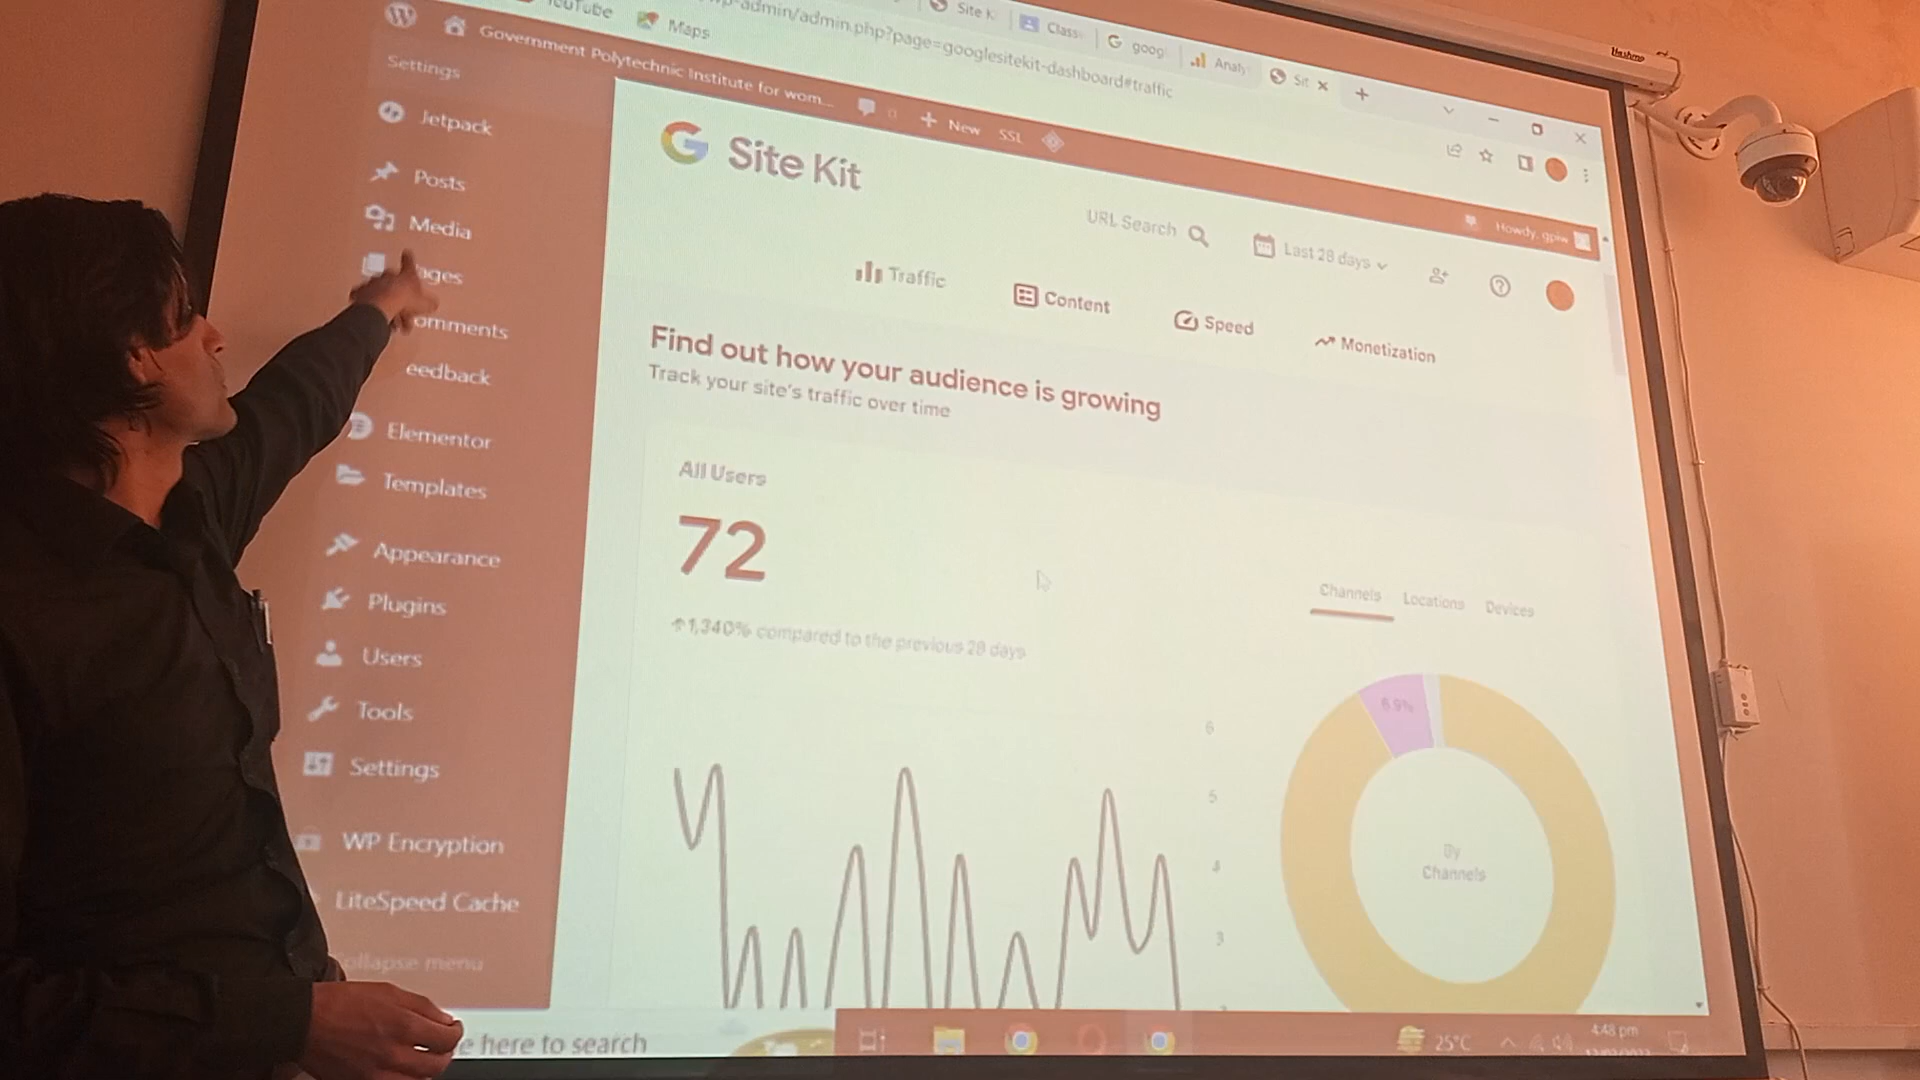 Site K
Class
goog
Analy
Sit
p-admin/admin.php?page=googlesitekit-dashboard#traffic
YouTube
Maps
Government Polytechnic Institute for wom...
0
New
SSL
Howdy, gpiw
Settings
Jetpack
Posts
Media
ages
omments
eedback
Elementor
Templates
Appearance
Plugins
Users
Tools
Settings
WP Encryption
LiteSpeed Cache
ollapse menu
Site Kit
URL Search
Last 28 days
Traffic
Content
Speed
Monetization
Find out how your audience is growing
Track your site's traffic over time
All Users
72
1,340% compared to the previous 28 days
Channels
Locations
Devices
6
5
4
3
6.9%
By
Channels
e here to search
25°C
4:48 pm